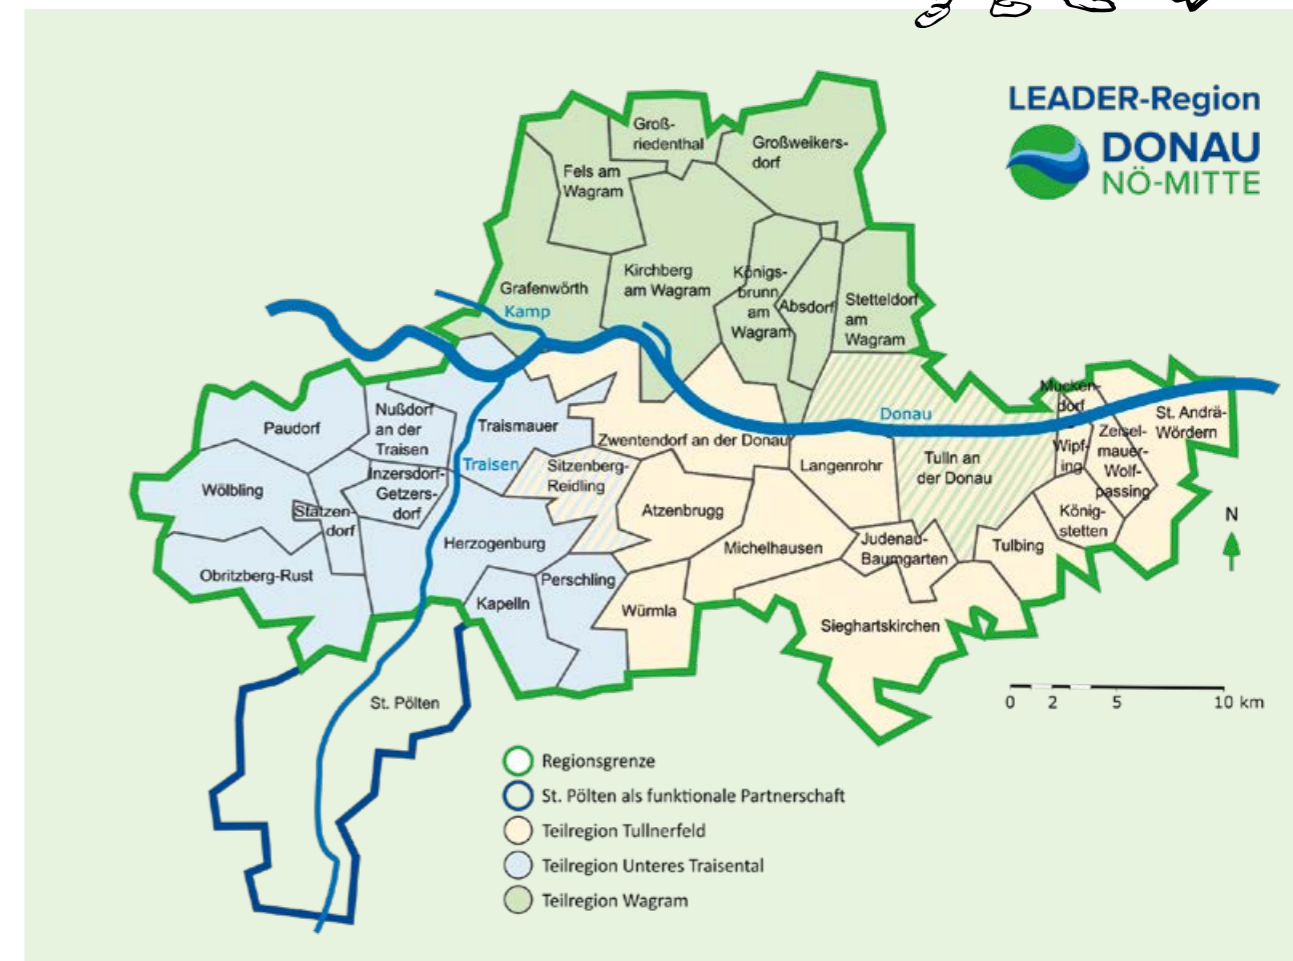 LEADER-Region
DONAU
NÖ-MITTE
Groß-
riedenthal
Großweikers-
dorf
Fels am
Wagram
Grafenwörth
Kamp
Kirchberg
am Wagram
Königs-
brunn
am
Wagram
Absdorf
Stetteldorf
am
Wagram
Paudorf
Nußdorf
an der
Traisen
Traismauer
Zwentendorf an der Donau
Donau
Mucken-
dorf
Wipf-
ing
Zeisel-
mauer-
Wolf-
passing
St. Andrä-
Wördern
Wölbling
Inzersdorf-
Getzers-
dorf
Traisen
Sitzenberg-
Reidling
Langenrohr
Tulln an
der Donau
Statzen-
dorf
Atzenbrugg
König-
stetten
Obritzberg-Rust
Herzogenburg
Michelhausen
Judenau-
Baumgarten
Tulbing
Kapelln
Perschling
Würmla
Sieghartskirchen
St. Pölten
N
0 2 5 10 km
Regionsgrenze
St. Pölten als funktionale Partnerschaft
Teilregion Tullnerfeld
Teilregion Unteres Traisental
Teilregion Wagram